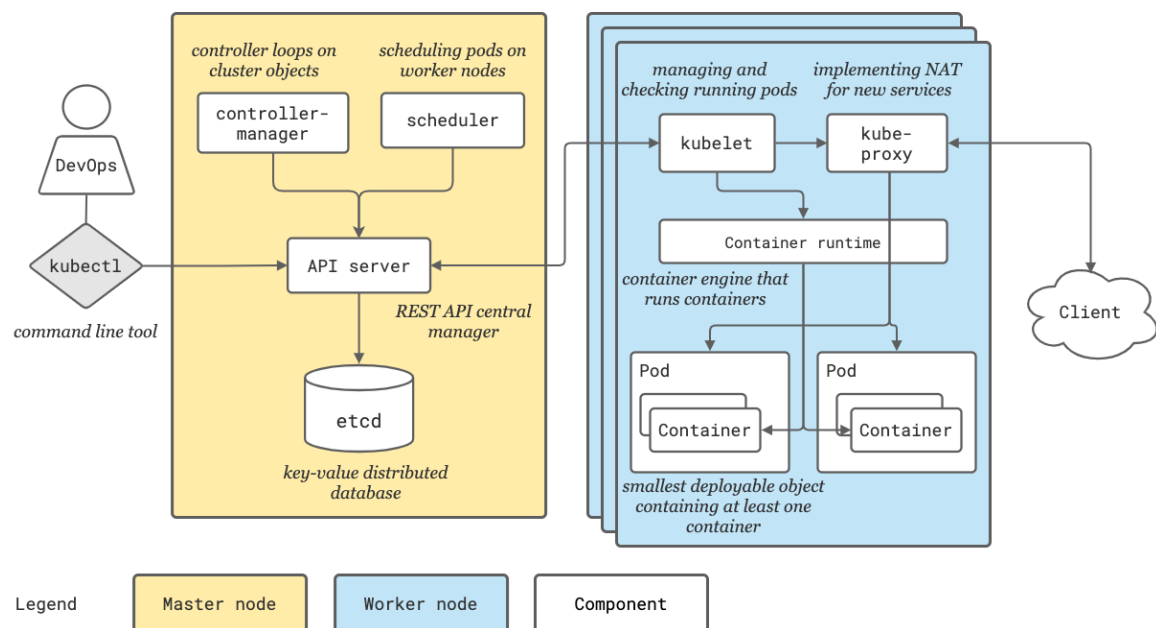 controller loops on
cluster objects
scheduling pods on
worker nodes
controller-
manager
scheduler
DevOps
kubectl
command line tool
API server
REST API central
manager
etcd
key-value distributed
database
managing and
checking running pods
implementing NAT
for new services
kubelet
kube-
proxy
Container runtime
container engine that
runs containers
Client
Pod
Container
Pod
Container
smallest deployable object
containing at least one
container
Legend
Master node
Worker node
Component